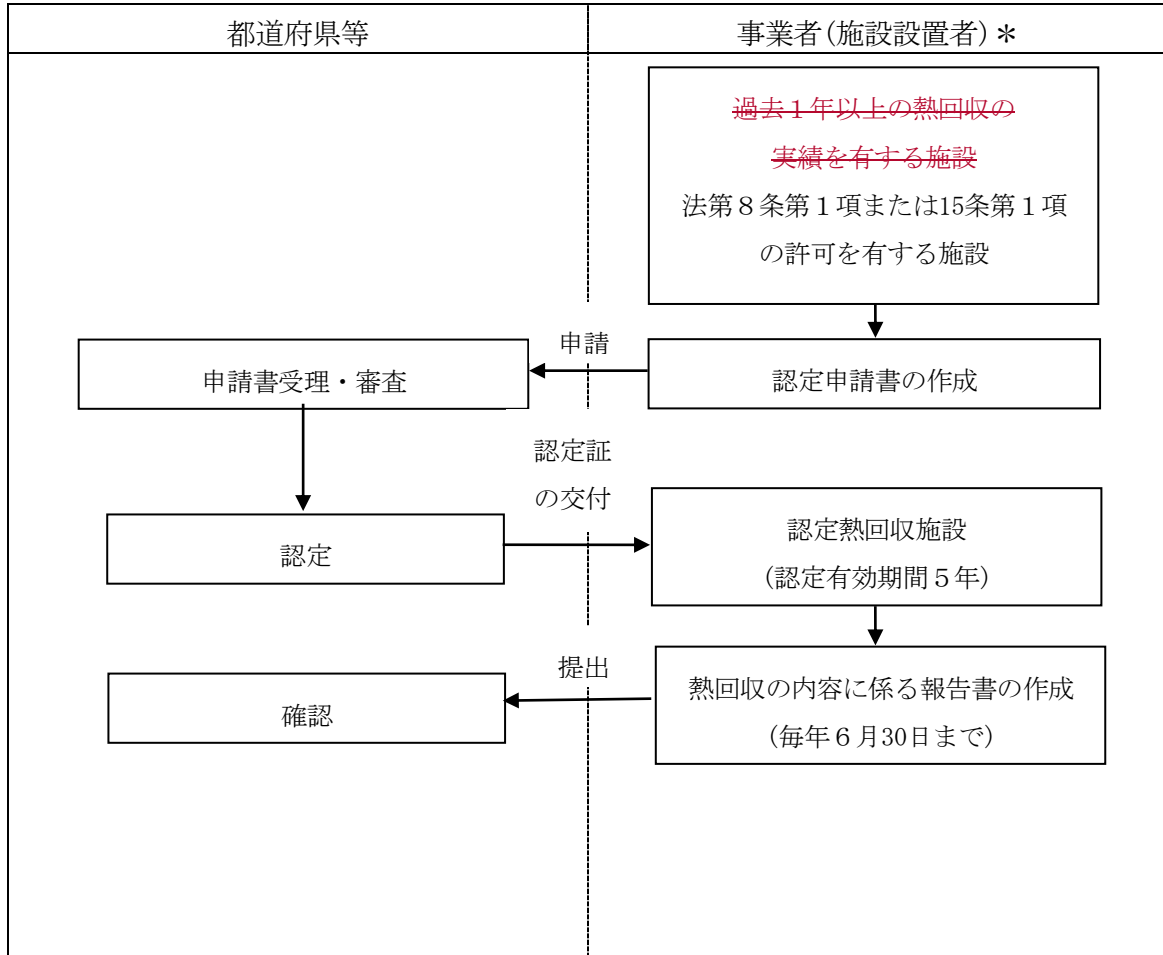 都道府県等
事業者(施設設置者)＊
過去１年以上の熱回収の
実績を有する施設
法第８条第１項または15条第１項
の許可を有する施設
申請
申請書受理・審査
認定申請書の作成
認定証
の交付
認定
認定熱回収施設
(認定有効期間５年)
提出
確認
熱回収の内容に係る報告書の作成
(毎年６月30日まで)